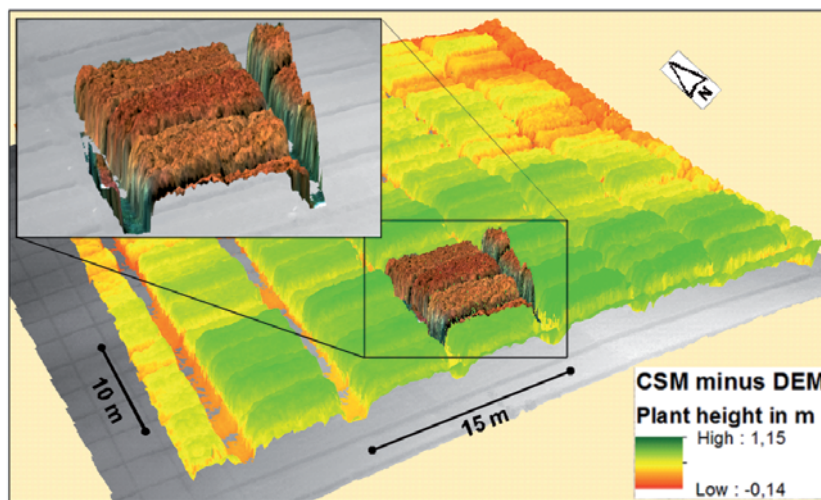 N
10 m
15 m
CSM minus DEM
Plant height in m
High : 1,15
Low : -0,14